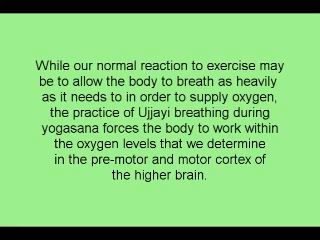 While our normal reaction to exercise may
be to allow the body to breath as heavily
as it needs to in order to supply oxygen,
the practice of Ujjayi breathing during
yogasana forces the body to work within
the oxygen levels that we determine
in the pre-motor and motor cortex of
the higher brain.